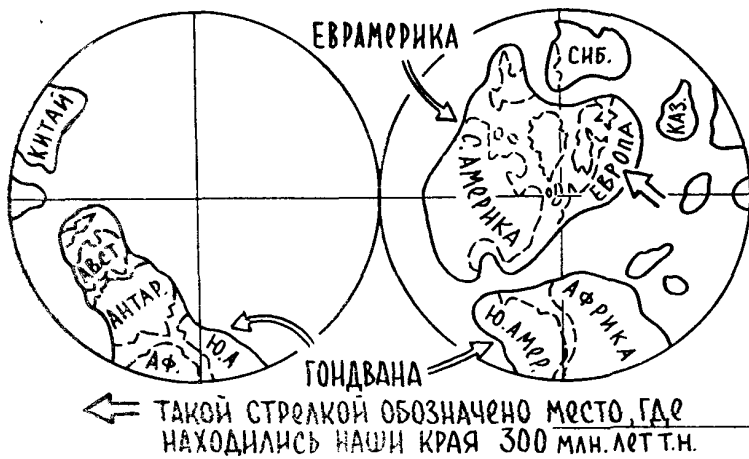 ЕВРАМЕРИКА
СИБ.
КИТАЙ
КАЗ.
С. АМЕРИКА
ЕВРОПА
АВСТ
АНТАР.
АФ.
Ю.А
Ю. АМЕР.
АФРИКА
ГОНДВАНА
ТАКОЙ СТРЕЛКОЙ ОБОЗНАЧЕНО МЕСТО, ГДЕ
НАХОДИЛИСЬ НАШИ КРАЯ 300 МЛН. ЛЕТ Т.Н.